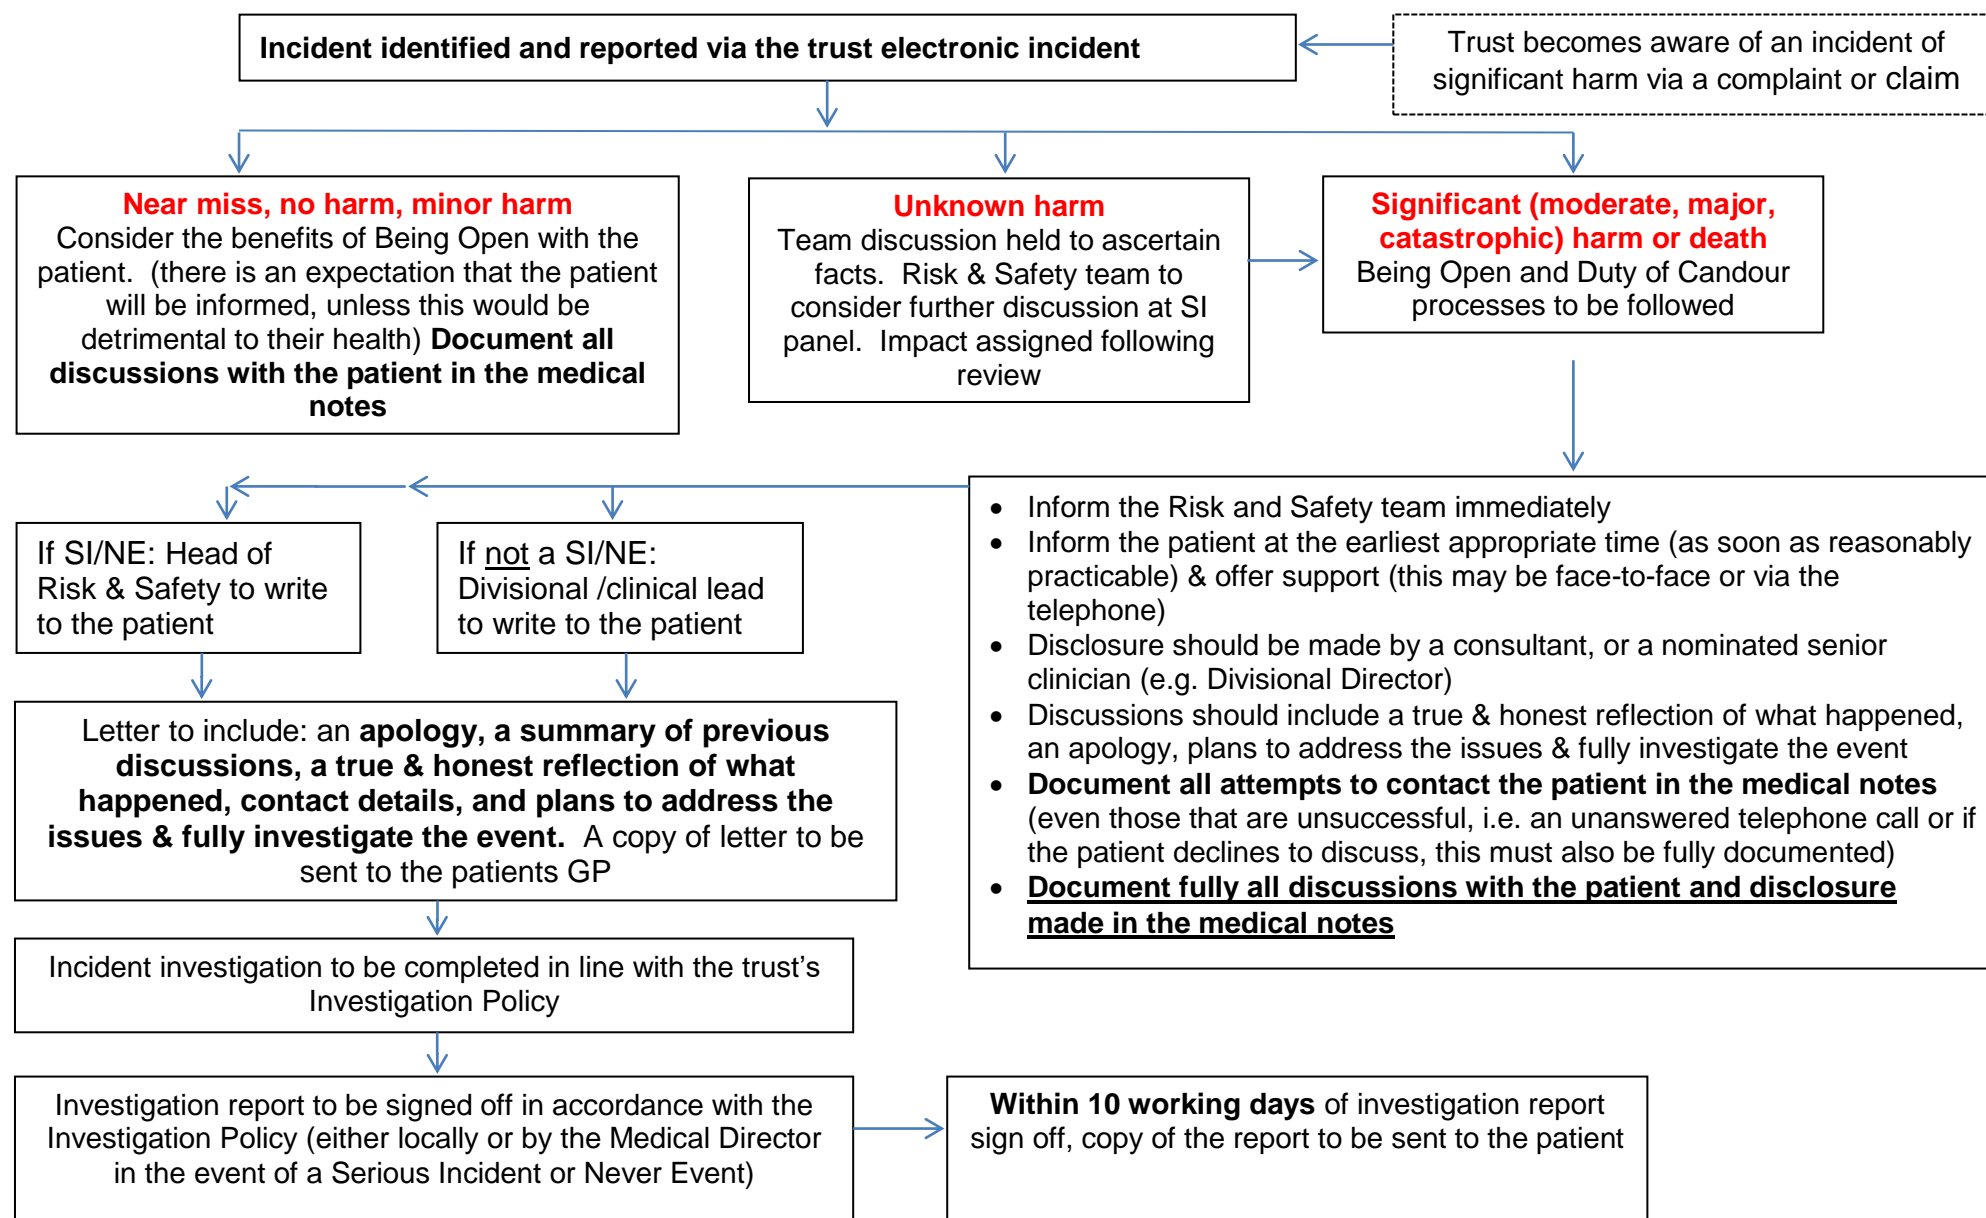 Incident identified and reported via the trust electronic incident
Trust becomes aware of an incident of
significant harm via a complaint or claim
Near miss, no harm, minor harm
Consider the benefits of Being Open with the
patient.  (there is an expectation that the patient
will be informed, unless this would be
detrimental to their health) Document all
discussions with the patient in the medical
notes
Unknown harm
Team discussion held to ascertain
facts.  Risk & Safety team to
consider further discussion at SI
panel.  Impact assigned following
review
Significant (moderate, major,
catastrophic) harm or death
Being Open and Duty of Candour
processes to be followed
• Inform the Risk and Safety team immediately
• Inform the patient at the earliest appropriate time (as soon as reasonably
practicable) & offer support (this may be face-to-face or via the
telephone)
• Disclosure should be made by a consultant, or a nominated senior
clinician (e.g. Divisional Director)
• Discussions should include a true & honest reflection of what happened,
an apology, plans to address the issues & fully investigate the event
• Document all attempts to contact the patient in the medical notes
(even those that are unsuccessful, i.e. an unanswered telephone call or if
the patient declines to discuss, this must also be fully documented)
• Document fully all discussions with the patient and disclosure
made in the medical notes
If SI/NE: Head of
Risk & Safety to write
to the patient
If not a SI/NE:
Divisional /clinical lead
to write to the patient
Letter to include: an apology, a summary of previous
discussions, a true & honest reflection of what
happened, contact details, and plans to address the
issues & fully investigate the event.  A copy of letter to be
sent to the patients GP
Incident investigation to be completed in line with the trust’s
Investigation Policy
Investigation report to be signed off in accordance with the
Investigation Policy (either locally or by the Medical Director
in the event of a Serious Incident or Never Event)
Within 10 working days of investigation report
sign off, copy of the report to be sent to the patient